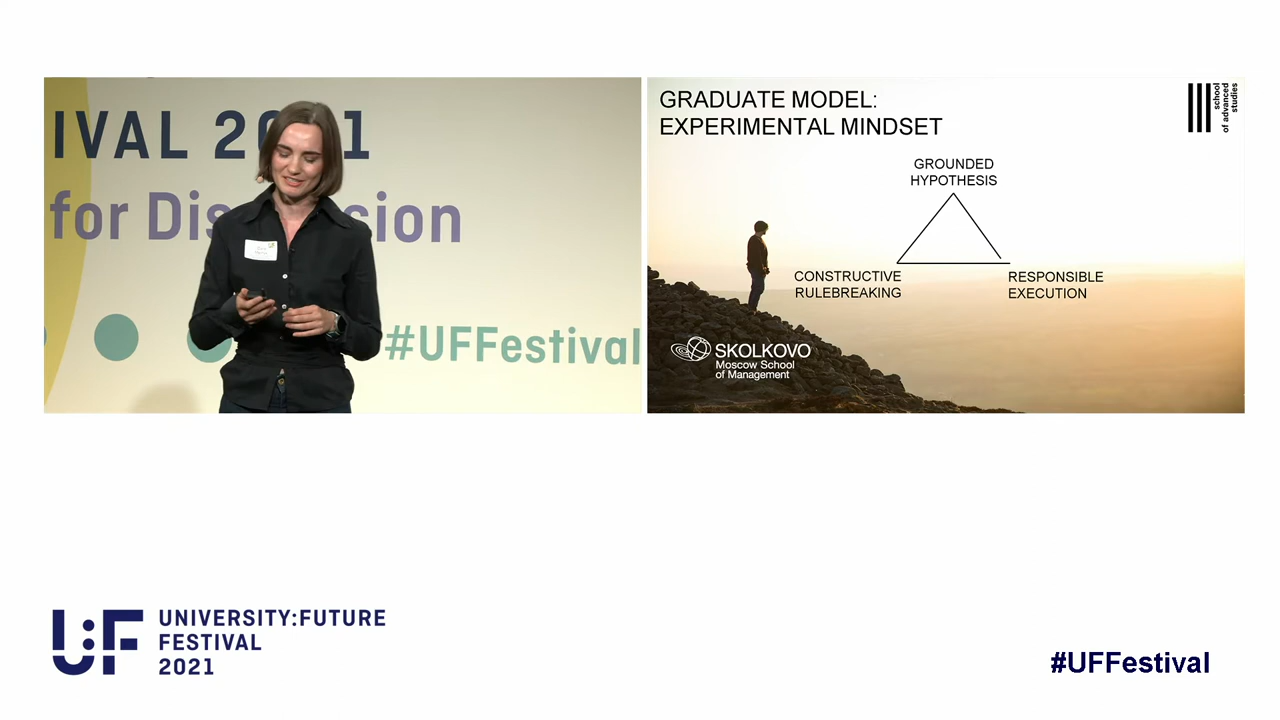 IVAL 2021
for Dis sion
#UFFestival
GRADUATE MODEL:
EXPERIMENTAL MINDSET
school
of advanced
studies
GROUNDED
HYPOTHESIS
CONSTRUCTIVE
RULEBREAKING
RESPONSIBLE
EXECUTION
SKOLKOVO
Moscow School
of Management
U:F
UNIVERSITY:FUTURE
FESTIVAL
2021
#UFFestival